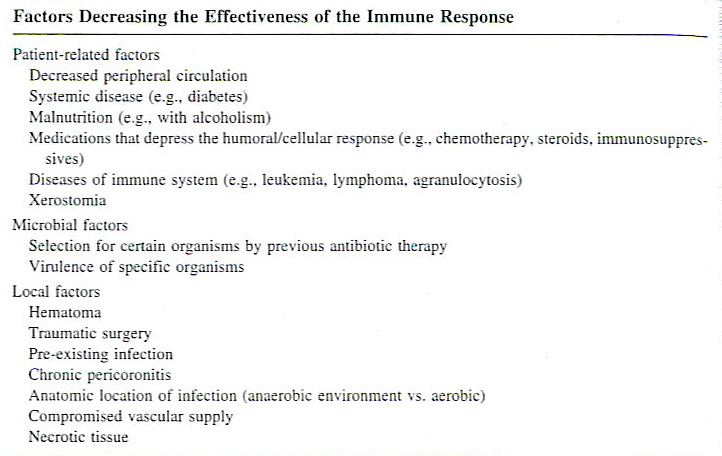 Factors Decreasing the Effectiveness of the Immune Response
Patient-related factors
Decreased peripheral circulation
Systemic disease (e.g., diabetes)
Malnutrition (e.g., with alcoholism)
Medications that depress the humoral/cellular response (e.g., chemotherapy, steroids, immunosuppres-
sives)
Diseases of immune system (e.g., leukemia, lymphoma, agranulocytosis)
Xerostomia
Microbial factors
Selection for certain organisms by previous antibiotic therapy
Virulence of specific organisms
Local factors
Hematoma
Traumatic surgery
Pre-existing infection
Chronic pericoronitis
Anatomic location of infection (anaerobic environment vs. aerobic)
Compromised vascular supply
Necrotic tissue